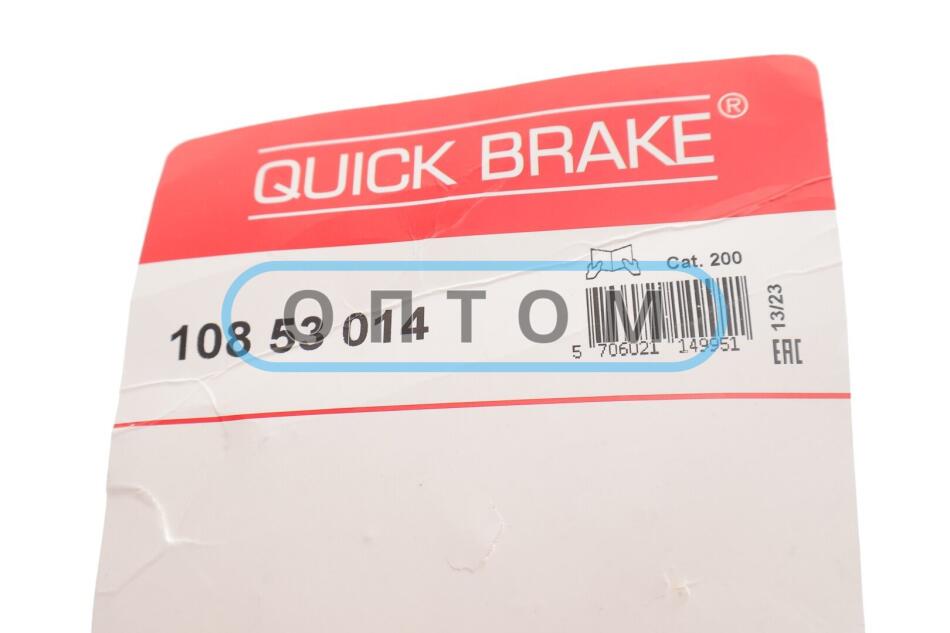 QUICK BRAKE®
Cat. 200
108 53 014
ОПТОМ
5 706021 149951
13/23
EAC